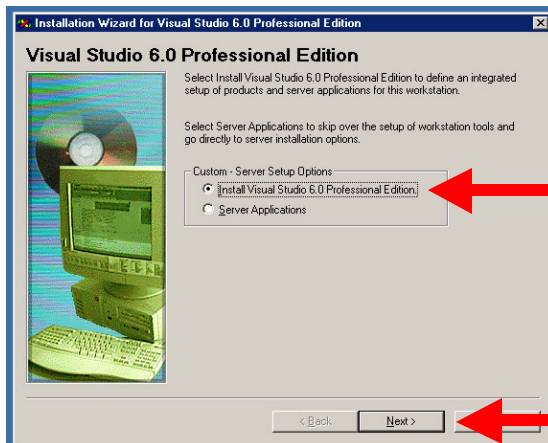 Installation Wizard for Visual Studio 6.0 Professional Edition
Visual Studio 6.0 Professional Edition
Select Install Visual Studio 6.0 Professional Edition to define an integrated
setup of products and server applications for this workstation.
Select Server Applications to skip over the setup of workstation tools and
go directly to server installation options.
Custom - Server Setup Options
Install Visual Studio 6.0 Professional Edition.
Server Applications
< Back
Next >